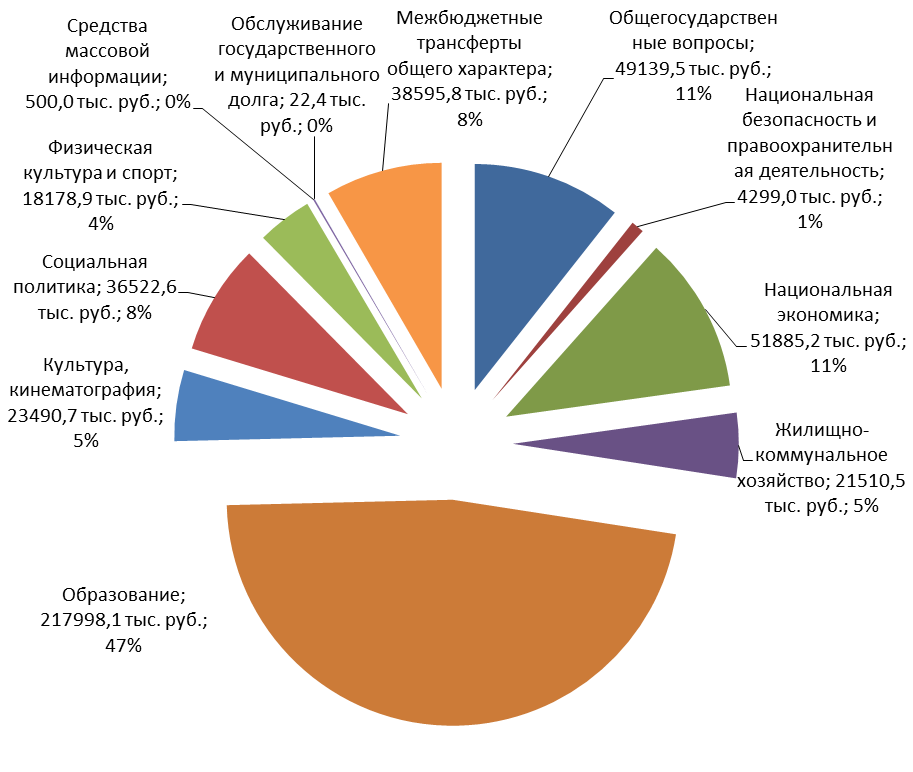 Средства
массовой
информации;
500,0 тыс. руб.; 0%
Обслуживание
государственного
и муниципального
долга; 22,4 тыс.
руб.; 0%
Межбюджетные
трансферты
общего характера;
38595,8 тыс. руб.;
8%
Общегосударствен
ные вопросы;
49139,5 тыс. руб.;
11%
Национальная
безопасность и
правоохранительн
ая деятельность;
4299,0 тыс. руб.;
1%
Национальная
экономика;
51885,2 тыс. руб.;
11%
Жилищно-
коммунальное
хозяйство; 21510,5
тыс. руб.; 5%
Образование;
217998,1 тыс. руб.;
47%
Культура,
кинематография;
23490,7 тыс. руб.;
5%
Социальная
политика; 36522,6
тыс. руб.; 8%
Физическая
культура и спорт;
18178,9 тыс. руб.;
4%